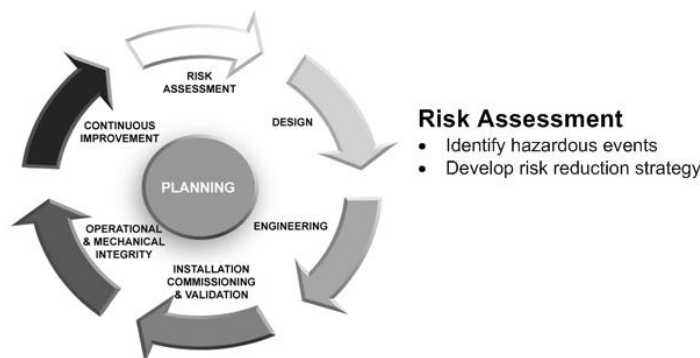 RISK
ASSESSMENT
DESIGN
ENGINEERING
INSTALLATION
COMMISSIONING
& VALIDATION
OPERATIONAL
& MECHANICAL
INTEGRITY
CONTINUOUS
IMPROVEMENT
PLANNING
Risk Assessment
• Identify hazardous events
• Develop risk reduction strategy